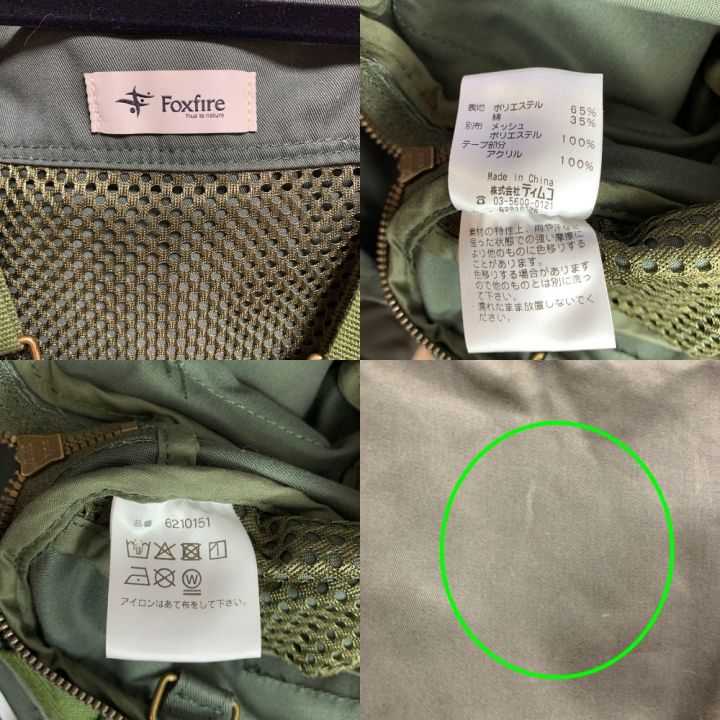 Foxfire
True to nature
表地 ポリエステル 65%
綿 35%
別布 メッシュ
ポリエステル 100%
テープ部分
アクリル 100%
Made in China
株式会社ティムコ
☎ 03-5600-0121
素材の特性上、雨や汗など
湿った状態での強い摩擦に
より他のものに色移りする
ことがあります。
色移りする場合があります
ので他のものとは別に洗っ
て下さい。
濡れたまま放置しないでく
ださい。
品番 6210151
W
アイロンはあて布をして下さい。